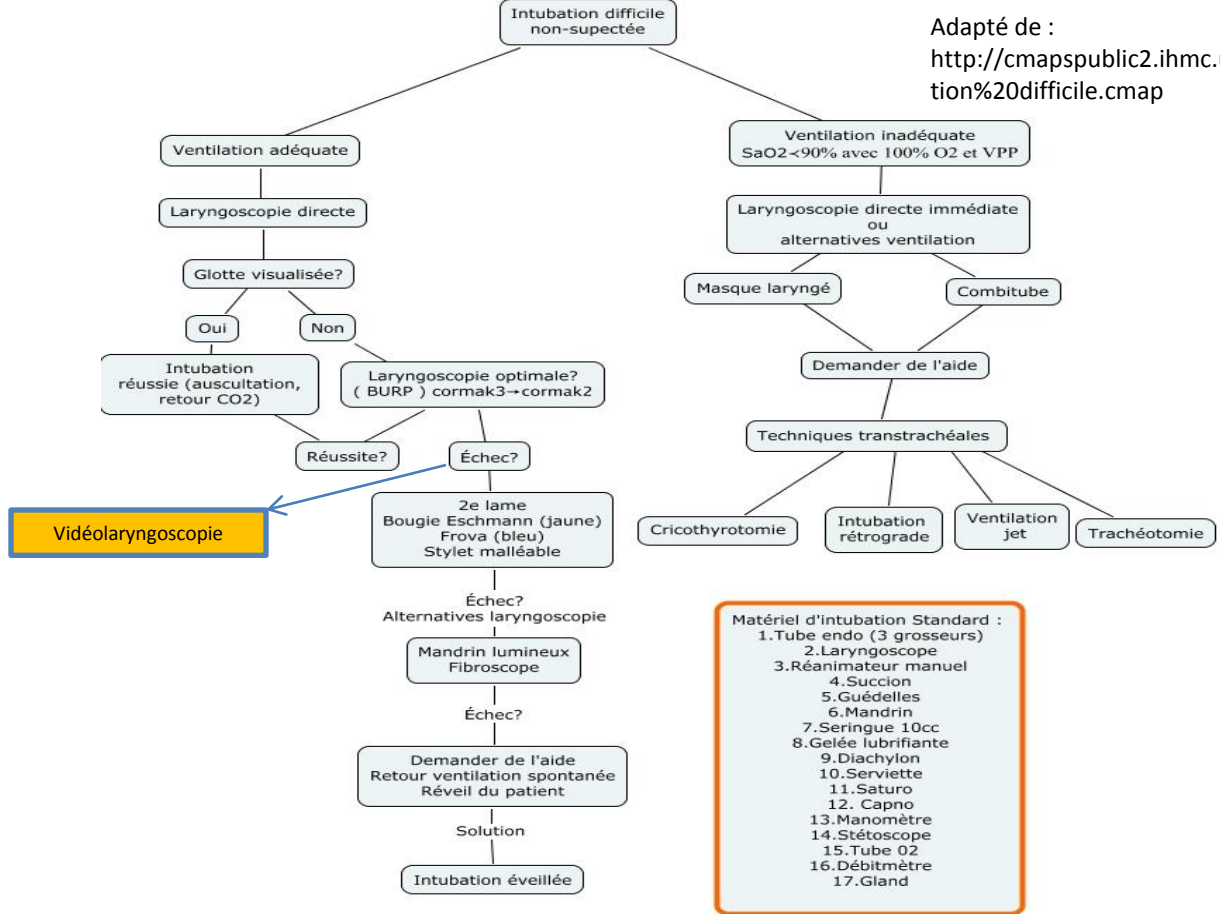 Intubation difficile
non-supectée
Adapté de :
http://cmapspublic2.ihmc.
tion%20difficile.cmap
Ventilation adéquate
Ventilation inadéquate
SaO2<90% avec 100% O2 et VPP
Laryngoscopie directe
Laryngoscopie directe immédiate
ou
alternatives ventilation
Glotte visualisée?
Masque laryngé
Combitube
Oui
Non
Intubation
réussie (auscultation,
retour CO2)
Laryngoscopie optimale?
( BURP ) cormak3→cormak2
Demander de l'aide
Réussite?
Échec?
Techniques transtrachéales
Vidéolaryngoscopie
2e lame
Bougie Eschmann (jaune)
Frova (bleu)
Stylet malléable
Cricothyrotomie
Intubation
rétrograde
Ventilation
jet
Trachéotomie
Échec?
Alternatives laryngoscopie
Mandrin lumineux
Fibroscope
Échec?
Demander de l'aide
Retour ventilation spontanée
Réveil du patient
Solution
Intubation éveillée
Matériel d'intubation Standard :
1.Tube endo (3 grosseurs)
2.Laryngoscope
3.Réanimateur manuel
4.Succion
5.Guédelles
6.Mandrin
7.Seringue 10cc
8.Gelée lubrifiante
9.Diachylon
10.Serviette
11.Saturo
12. Capno
13.Manomètre
14.Stétoscope
15.Tube 02
16.Débitmètre
17.Gland